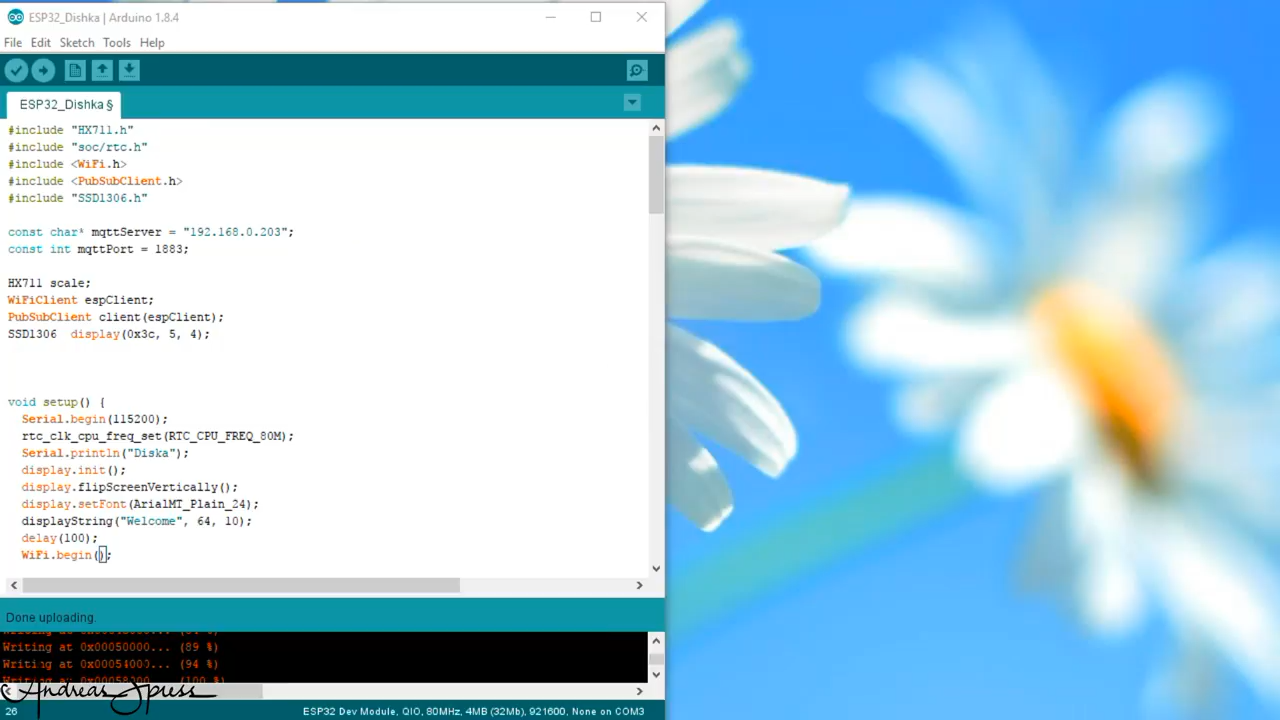 ESP32_Dishka | Arduino 1.8.4
File Edit Sketch Tools Help
ESP32_Dishka §
#include "HX711.h"
#include "soc/rtc.h"
#include <WiFi.h>
#include <PubSubClient.h>
#include "SSD1306.h"
const char* mqttServer = "192.168.0.203";
const int mqttPort = 1883;
HX711 scale;
WiFiClient espClient;
PubSubClient client(espClient);
SSD1306  display(0x3c, 5, 4);
void setup() {
Serial.begin(115200);
rtc_clk_cpu_freq_set(RTC_CPU_FREQ_80M);
Serial.println("Diska");
display.init();
display.flipScreenVertically();
display.setFont(ArialMT_Plain_24);
displayString("Welcome", 64, 10);
delay(100);
WiFi.begin();
Done uploading.
Writing at 0x00050000... (89 %)
Writing at 0x00054000... (94 %)
Writing at 0x00058000... (100 %)
Andreas Spiess
26 ESP32 Dev Module, QIO, 80MHz, 4MB (32Mb), 921600, None on COM3